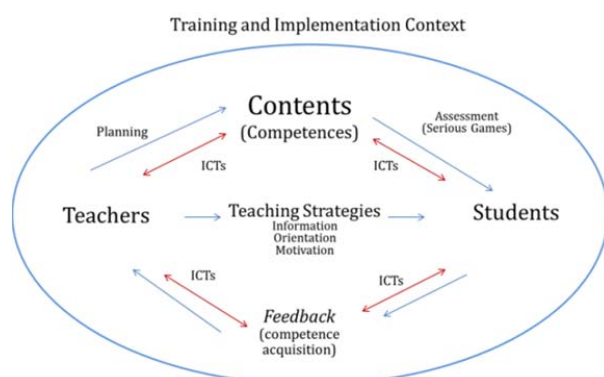 Training and Implementation Context
Contents
(Competences)
Planning
Assessment
(Serious Games)
ICTs
ICTs
Teachers
Teaching Strategies
Information
Orientation
Motivation
Students
ICTs
ICTs
Feedback
(competence
acquisition)